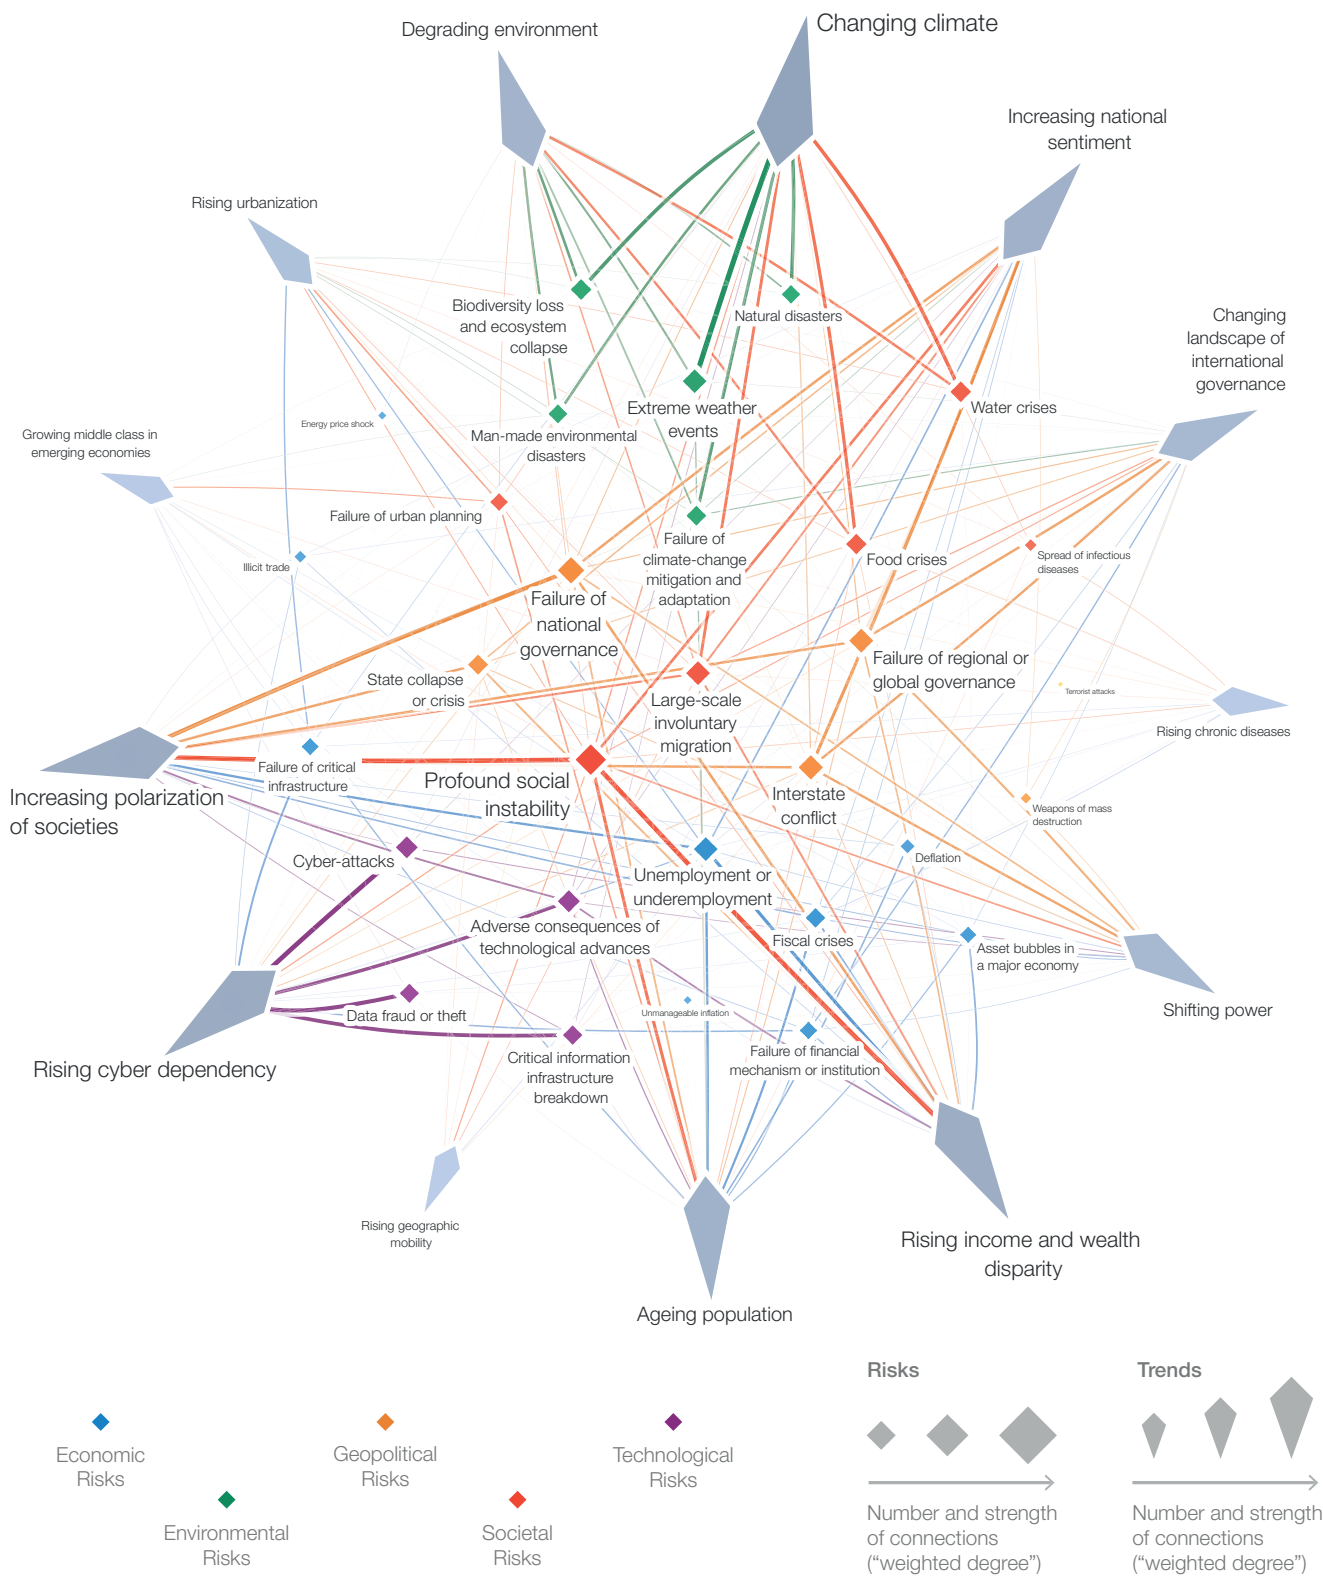 Changing climate
Degrading environment
Increasing national
sentiment
Rising urbanization
Changing
landscape of
international
governance
Biodiversity loss
and ecosystem
collapse
Natural disasters
Energy price shock
Extreme weather
events
Water crises
Growing middle class in
emerging economies
Man-made environmental
disasters
Failure of urban planning
Failure of
climate-change
mitigation and
adaptation
Food crises
Spread of infectious
diseases
Illicit trade
Failure of
national
governance
State collapse
or crisis
Failure of regional or
global governance
Terrorist attacks
Large-scale
involuntary
migration
Rising chronic diseases
Failure of critical
infrastructure
Increasing polarization
of societies
Profound social
instability
Interstate
conflict
Weapons of mass
destruction
Cyber-attacks
Unemployment or
underemployment
Deflation
Adverse consequences of
technological advances
Fiscal crises
Asset bubbles in
a major economy
Data fraud or theft
Unmanageable inflation
Shifting power
Critical information
infrastructure
breakdown
Failure of financial
mechanism or institution
Rising cyber dependency
Rising geographic
mobility
Rising income and wealth
disparity
Ageing population
Risks
Trends
Economic
Risks
Geopolitical
Risks
Technological
Risks
Environmental
Risks
Societal
Risks
Number and strength
of connections
(“weighted degree”)
Number and strength
of connections
(“weighted degree”)